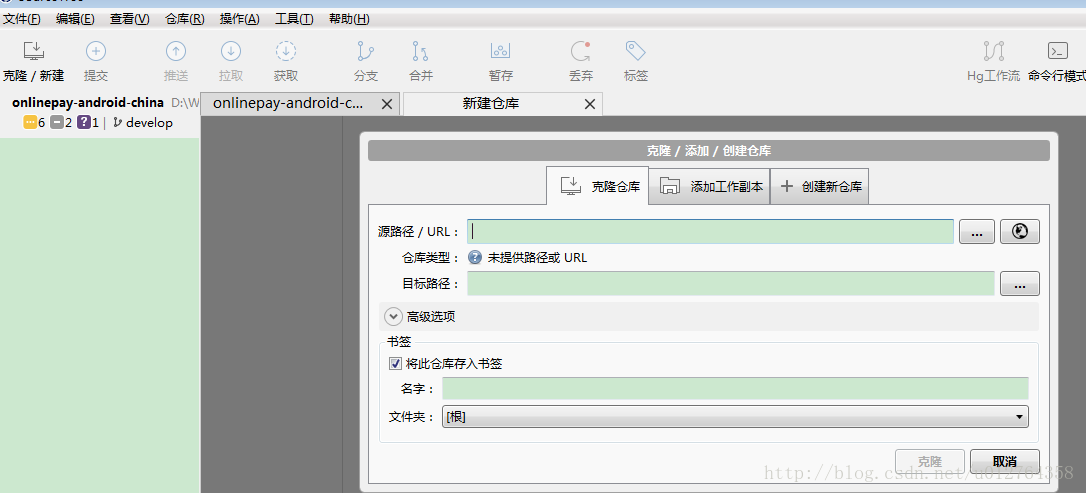 文件(F) 编辑(E) 查看(V) 仓库(R) 操作(A) 工具(T) 帮助(H)
克隆 / 新建 提交 推送 拉取 获取 分支 合并 暂存 丢弃 标签 Hg工作流 命令行模式
onlinepay-android-china D:\W
6 2 ?1 | develop
onlinepay-android-c... 新建仓库
克隆 / 添加 / 创建仓库
克隆仓库 添加工作副本 + 创建新仓库
源路径 / URL : ...
仓库类型 : ? 未提供路径或 URL
目标路径 : ...
高级选项
书签
将此仓库存入书签
名字 :
文件夹 : [根]
克隆 取消
http://blog.csdn.net/u012764358